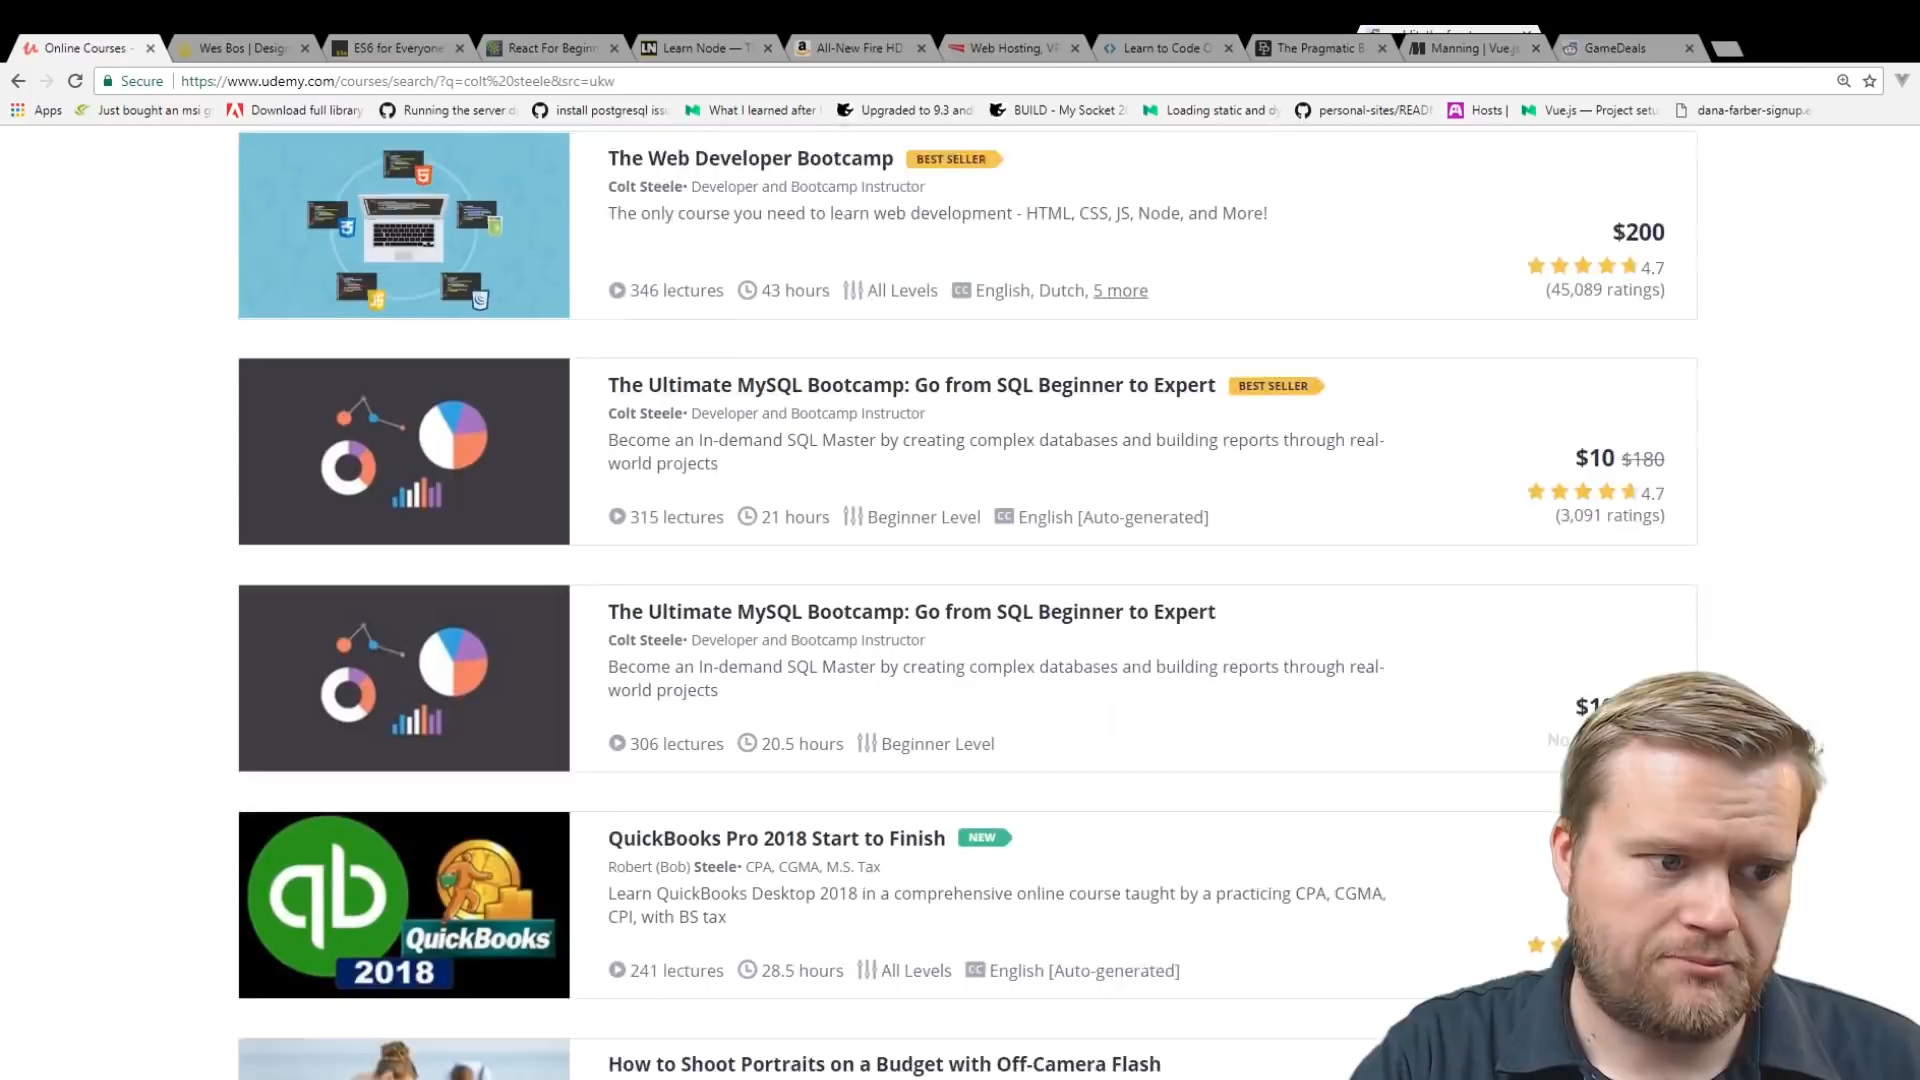 Online Courses -
Wes Bos | Design
ES6 for Everyone
React For Beginn
LN Learn Node — T
All-New Fire HD
Web Hosting, VP
Learn to Code
The Pragmatic B
Manning | Vue.js
GameDeals
Secure https://www.udemy.com/courses/search/?q=colt%20steele&src=ukw
Apps
Just bought an msi g
Download full library
Running the server d
install postgresql iss
What I learned after
Upgraded to 9.3 and
BUILD - My Socket 2
Loading static and dy
personal-sites/READ
Hosts |
Vue.js — Project setu
dana-farber-signup.e
The Web Developer Bootcamp BEST SELLER
Colt Steele• Developer and Bootcamp Instructor
The only course you need to learn web development - HTML, CSS, JS, Node, and More!
$200
4.7
(45,089 ratings)
346 lectures 43 hours All Levels CC English, Dutch, 5 more
The Ultimate MySQL Bootcamp: Go from SQL Beginner to Expert BEST SELLER
Colt Steele• Developer and Bootcamp Instructor
Become an In-demand SQL Master by creating complex databases and building reports through real-
world projects
$10 $180
4.7
(3,091 ratings)
315 lectures 21 hours Beginner Level CC English [Auto-generated]
The Ultimate MySQL Bootcamp: Go from SQL Beginner to Expert
Colt Steele• Developer and Bootcamp Instructor
Become an In-demand SQL Master by creating complex databases and building reports through real-
world projects
No
306 lectures 20.5 hours Beginner Level
qb
QuickBooks
2018
QuickBooks Pro 2018 Start to Finish NEW
Robert (Bob) Steele• CPA, CGMA, M.S. Tax
Learn QuickBooks Desktop 2018 in a comprehensive online course taught by a practicing CPA, CGMA,
CPI, with BS tax
241 lectures 28.5 hours All Levels CC English [Auto-generated]
How to Shoot Portraits on a Budget with Off-Camera Flash